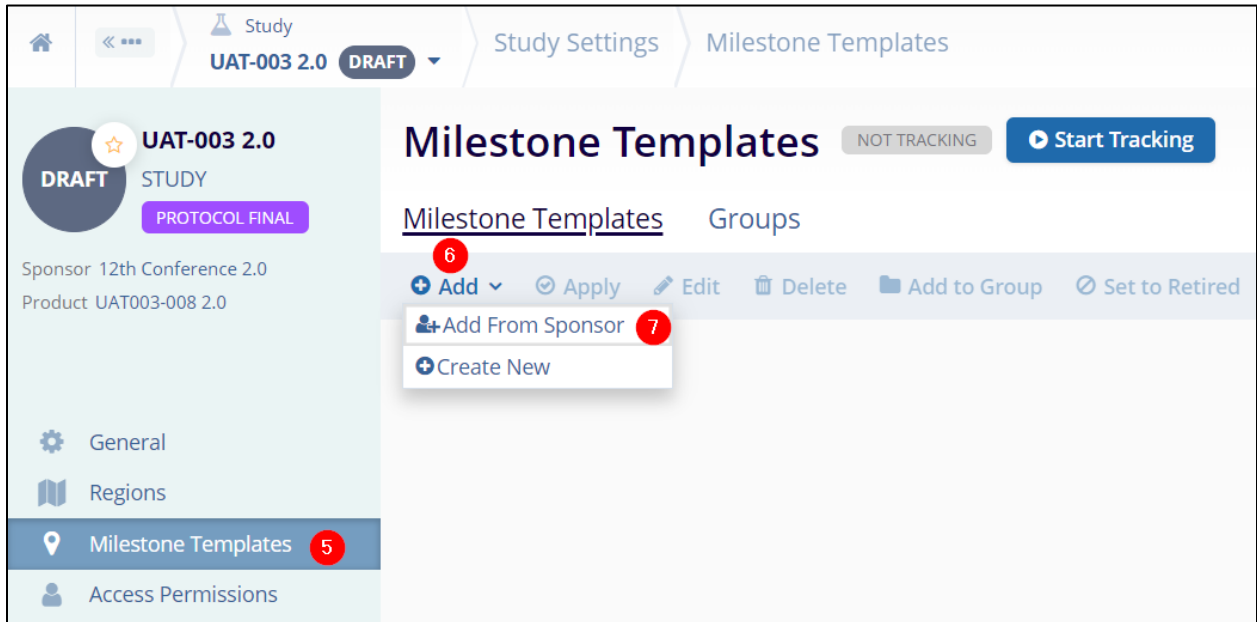 Study
UAT-003 2.0 DRAFT
Study Settings
Milestone Templates
DRAFT
UAT-003 2.0
STUDY
PROTOCOL FINAL
Sponsor 12th Conference 2.0
Product UAT003-008 2.0
General
Regions
Milestone Templates 5
Access Permissions
Milestone Templates NOT TRACKING Start Tracking
Milestone Templates Groups
6
Add Apply Edit Delete Add to Group Set to Retired
Add From Sponsor 7
Create New